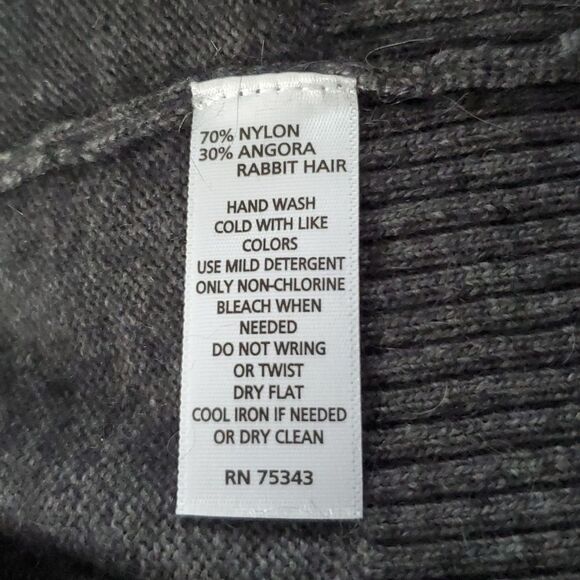 70% NYLON
30% ANGORA
RABBIT HAIR
HAND WASH
COLD WITH LIKE
COLORS
USE MILD DETERGENT
ONLY NON-CHLORINE
BLEACH WHEN
NEEDED
DO NOT WRING
OR TWIST
DRY FLAT
COOL IRON IF NEEDED
OR DRY CLEAN
RN 75343